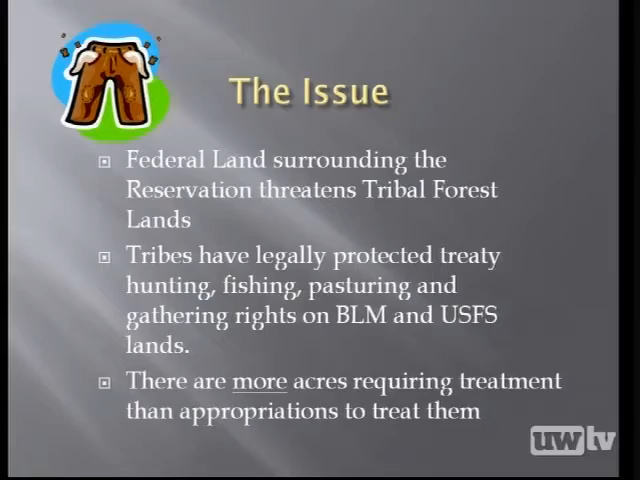 The Issue
Federal Land surrounding the
Reservation threatens Tribal Forest
Lands
Tribes have legally protected treaty
hunting, fishing, pasturing and
gathering rights on BLM and USFS
lands.
There are more acres requiring treatment
than appropriations to treat them
uwtv